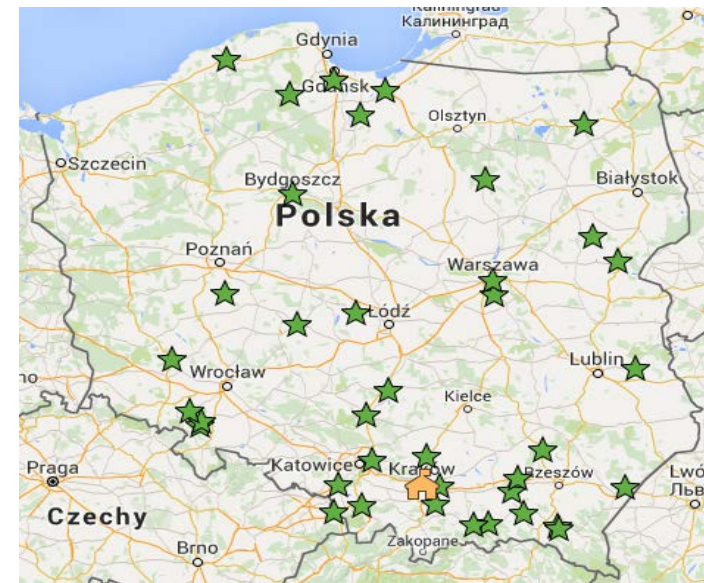 Kaliningrad
Калининград
Gdynia
Gdańsk
Olsztyn
Szczecin
Bydgoszcz
Białystok
Polska
Poznań
Warszawa
Łódź
Wrocław
Lublin
Kielce
Praga
Katowice
Kraków
Rzeszów
Lwó
Льв
Czechy
Zakopane
Brno
no